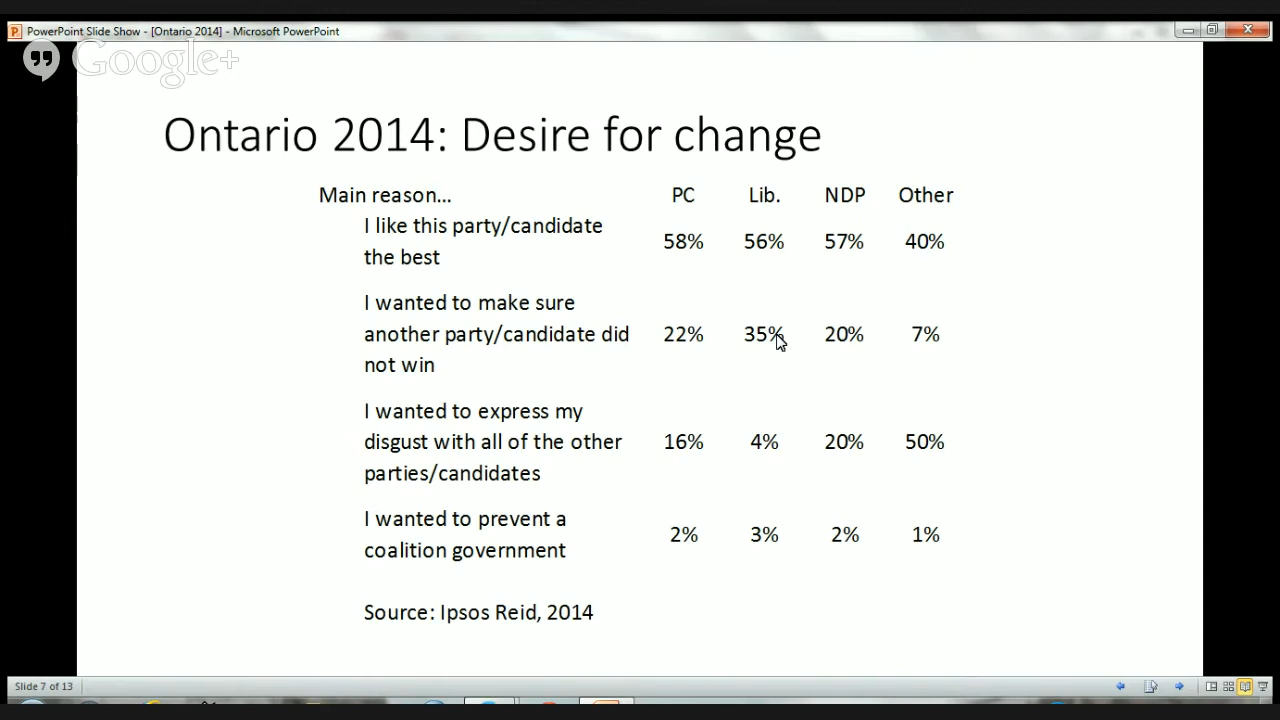 PowerPoint Slide Show - [Ontario 2014] - Microsoft PowerPoint
Google+
Ontario 2014: Desire for change
Main reason... PC Lib. NDP Other
I like this party/candidate
the best 58% 56% 57% 40%
I wanted to make sure
another party/candidate did 22% 35% 20% 7%
not win
I wanted to express my
disgust with all of the other 16% 4% 20% 50%
parties/candidates
I wanted to prevent a
coalition government 2% 3% 2% 1%
Source: Ipsos Reid, 2014
Slide 7 of 13